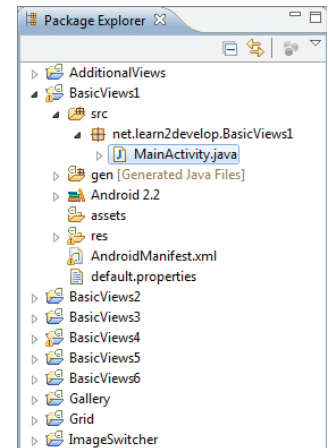 Package Explorer
AdditionalViews
BasicViews1
src
net.learn2develop.BasicViews1
MainActivity.java
gen [Generated Java Files]
Android 2.2
assets
res
AndroidManifest.xml
default.properties
BasicViews2
BasicViews3
BasicViews4
BasicViews5
BasicViews6
Gallery
Grid
ImageSwitcher